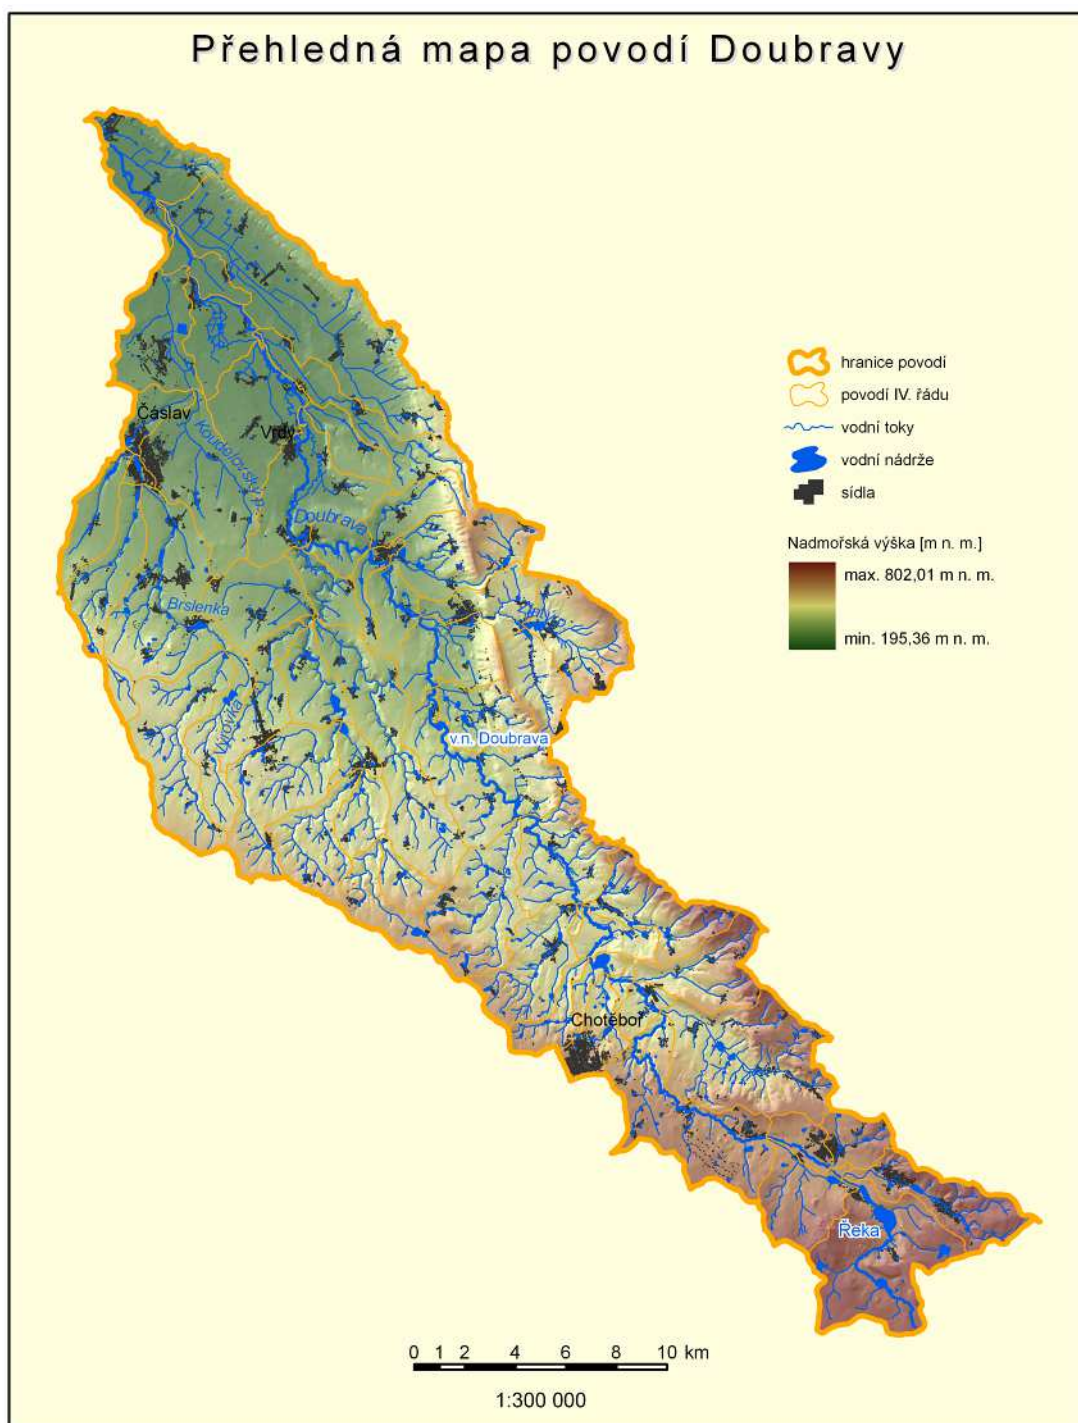 Přehledná mapa povodí Doubravy
Čáslav
Koudelovský p.
Vrdy
Doubrava
Brslenka
Výrovka
v.n. Doubrava
Chotěboř
Řeka
hranice povodí
povodí IV. řádu
vodní toky
vodní nádrže
sídla
Nadmořská výška [m n. m.]
max. 802,01 m n. m.
min. 195,36 m n. m.
0 1 2 4 6 8 10 km
1:300 000